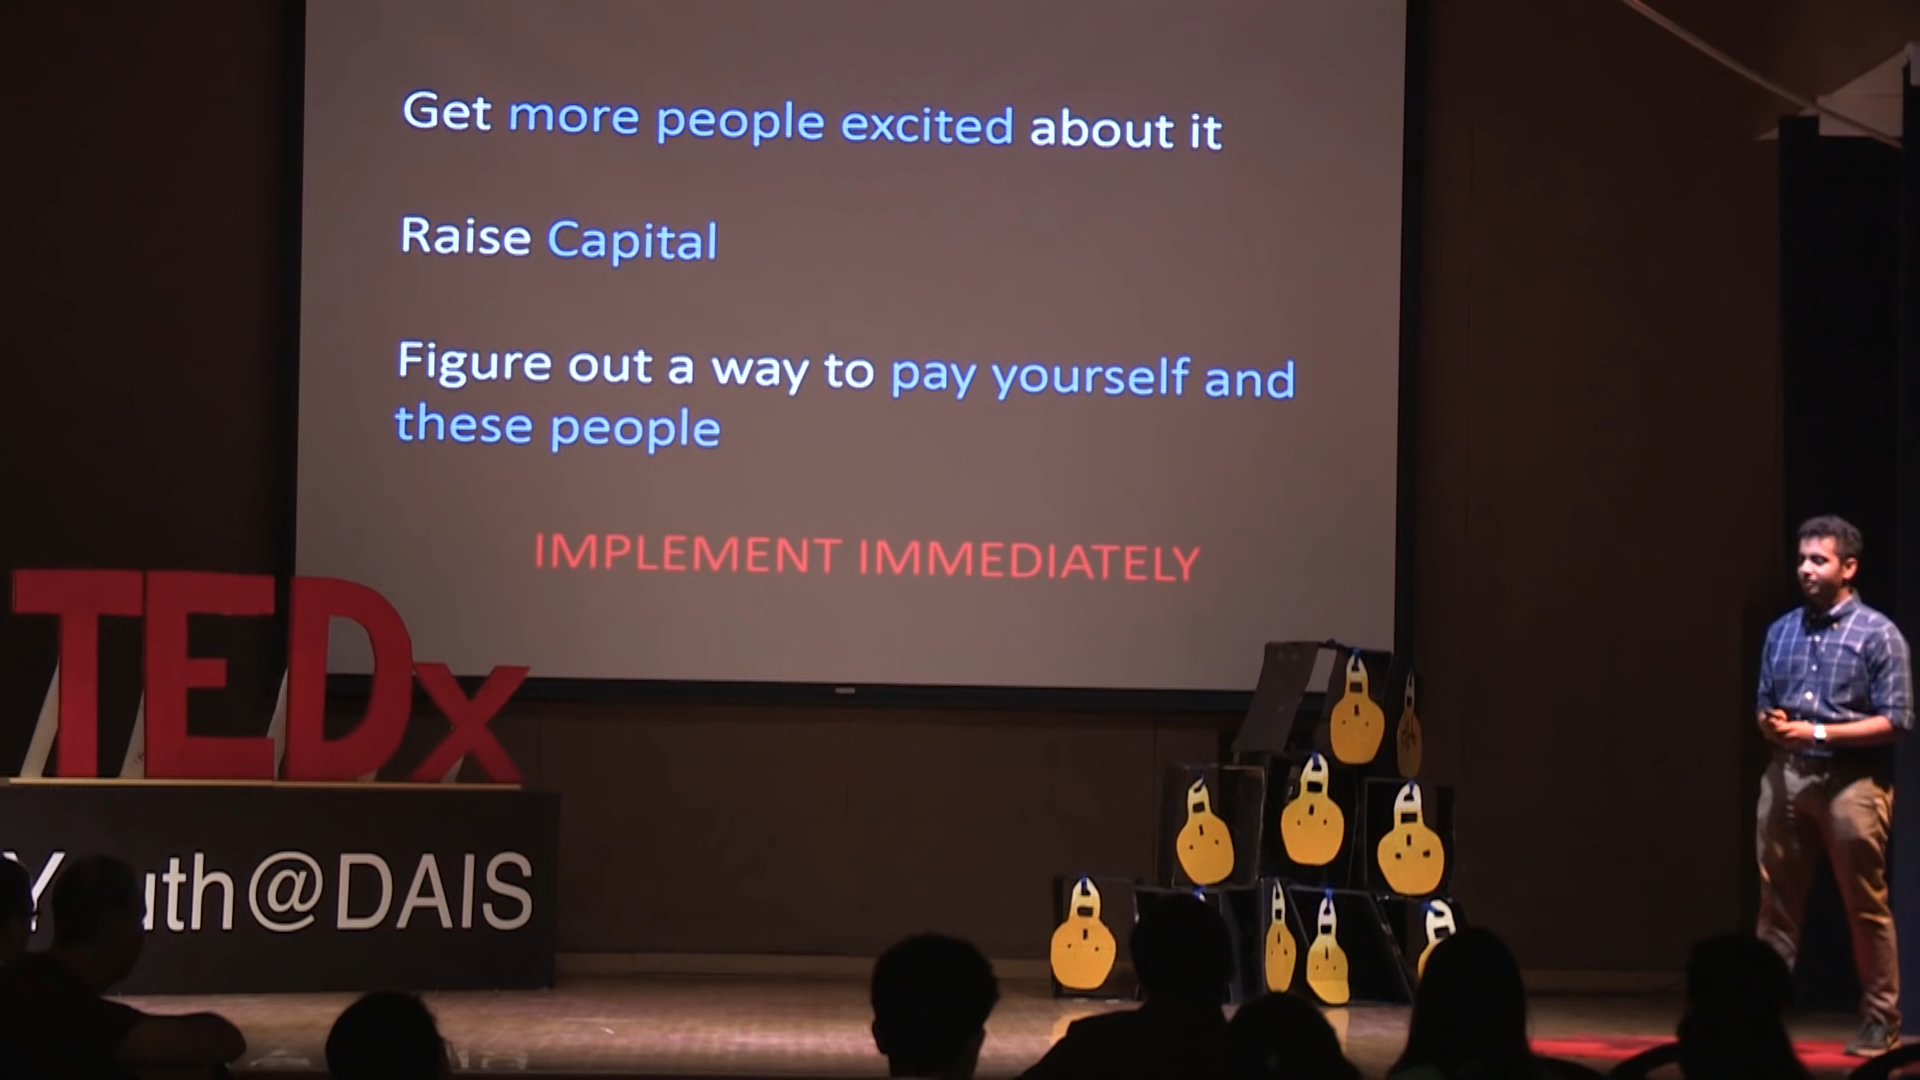 Get more people excited about it
Raise Capital
Figure out a way to pay yourself and
these people
IMPLEMENT IMMEDIATELY
TEDx
Youth@DAIS